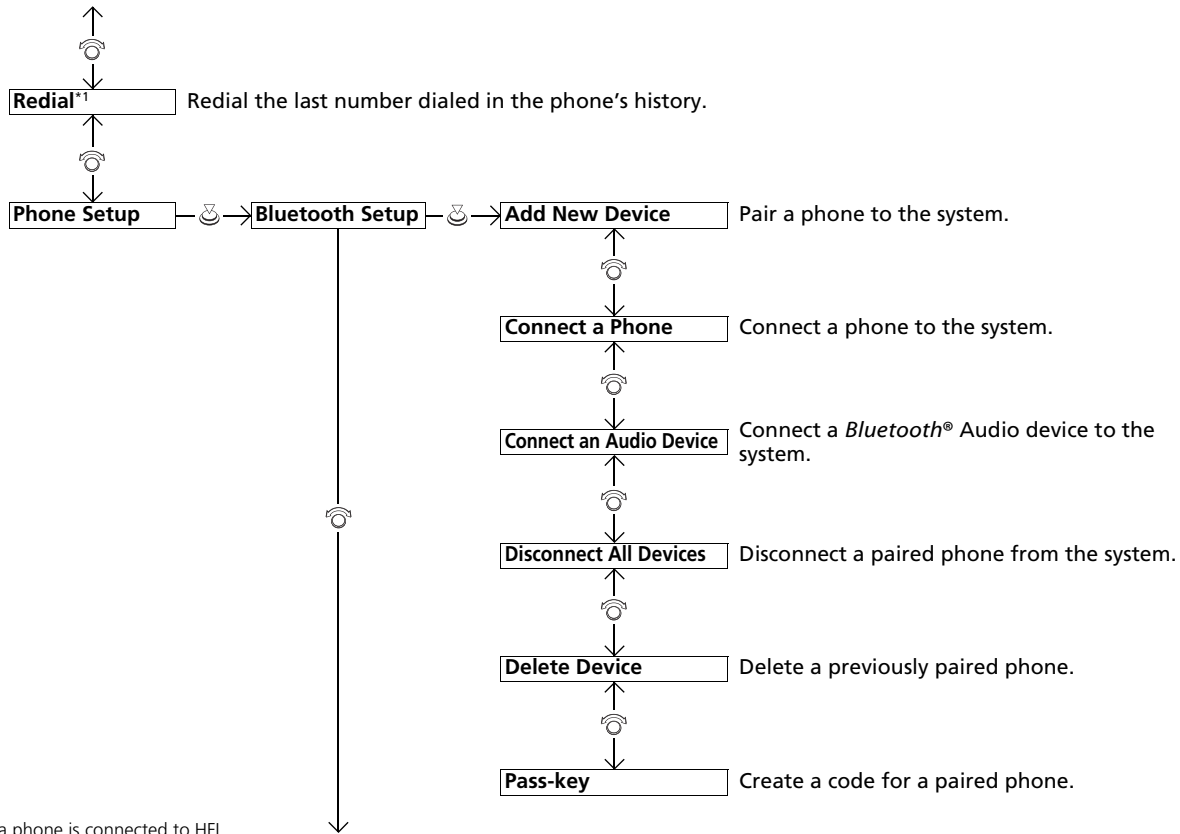 Redial*1 Redial the last number dialed in the phone's history.
Phone Setup Bluetooth Setup Add New Device Pair a phone to the system.
Connect a Phone Connect a phone to the system.
Connect an Audio Device Connect a Bluetooth® Audio device to the
system.
Disconnect All Devices Disconnect a paired phone from the system.
Delete Device Delete a previously paired phone.
Pass-key Create a code for a paired phone.
a phone is connected to HFL